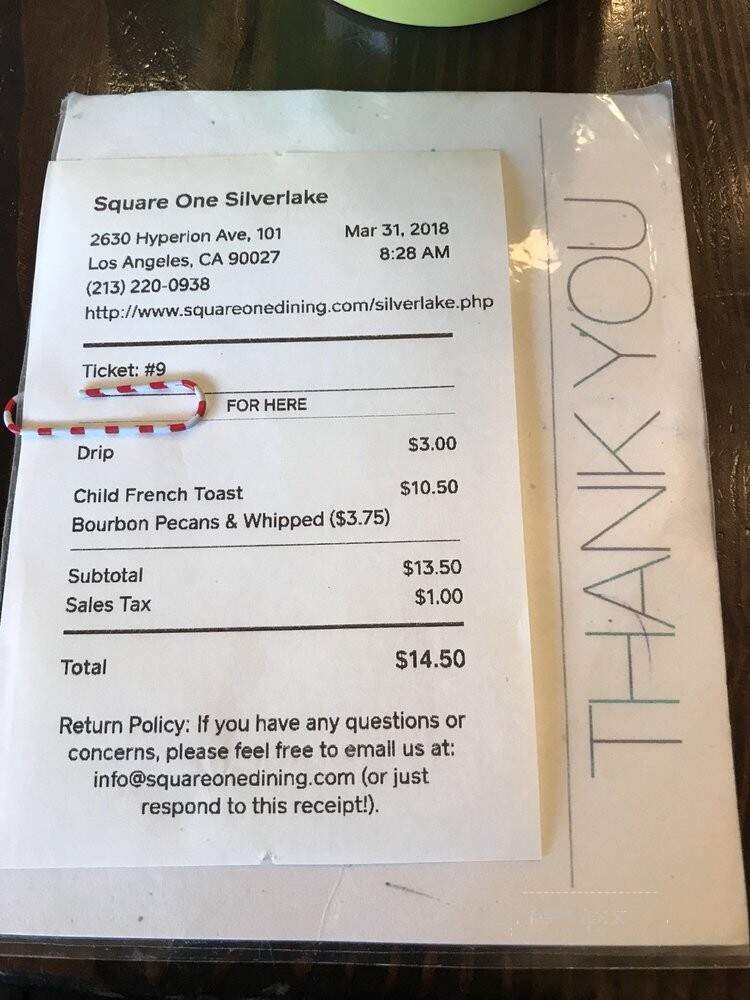 Square One Silverlake
2630 Hyperion Ave, 101 Mar 31, 2018
Los Angeles, CA 90027 8:28 AM
(213) 220-0938
http://www.squareonedining.com/silverlake.php
Ticket: #9
FOR HERE
Drip $3.00
Child French Toast $10.50
Bourbon Pecans & Whipped ($3.75)
Subtotal $13.50
Sales Tax $1.00
Total $14.50
Return Policy: If you have any questions or
concerns, please feel free to email us at:
info@squareonedining.com (or just
respond to this receipt!).
THANK YOU